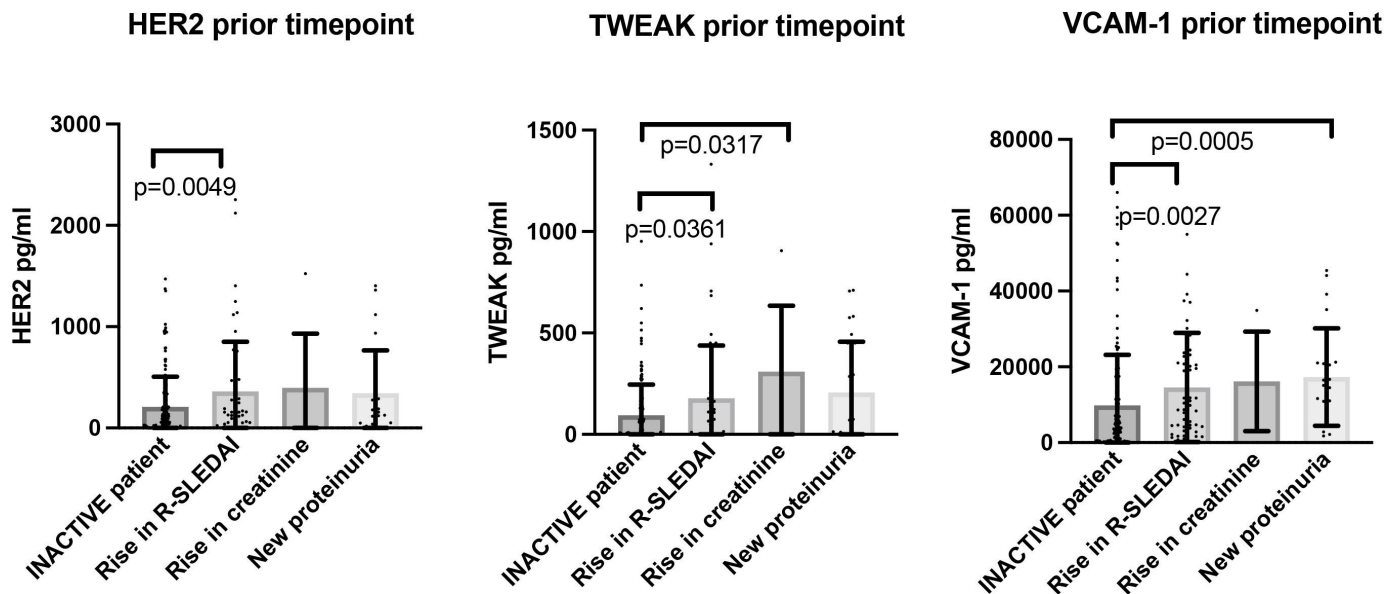 HER2 prior timepoint
3000
2000
1000
0
HER2 pg/ml
p=0.0049
INACTIVE patient
Rise in R-SLEDAI
Rise in creatinine
New proteinuria
TWEAK prior timepoint
1500
1000
500
0
TWEAK pg/ml
p=0.0317
p=0.0361
INACTIVE patient
Rise in R-SLEDAI
Rise in creatinine
New proteinuria
VCAM-1 prior timepoint
80000
60000
40000
20000
0
VCAM-1 pg/ml
p=0.0005
p=0.0027
INACTIVE patient
Rise in R-SLEDAI
Rise in creatinine
New proteinuria